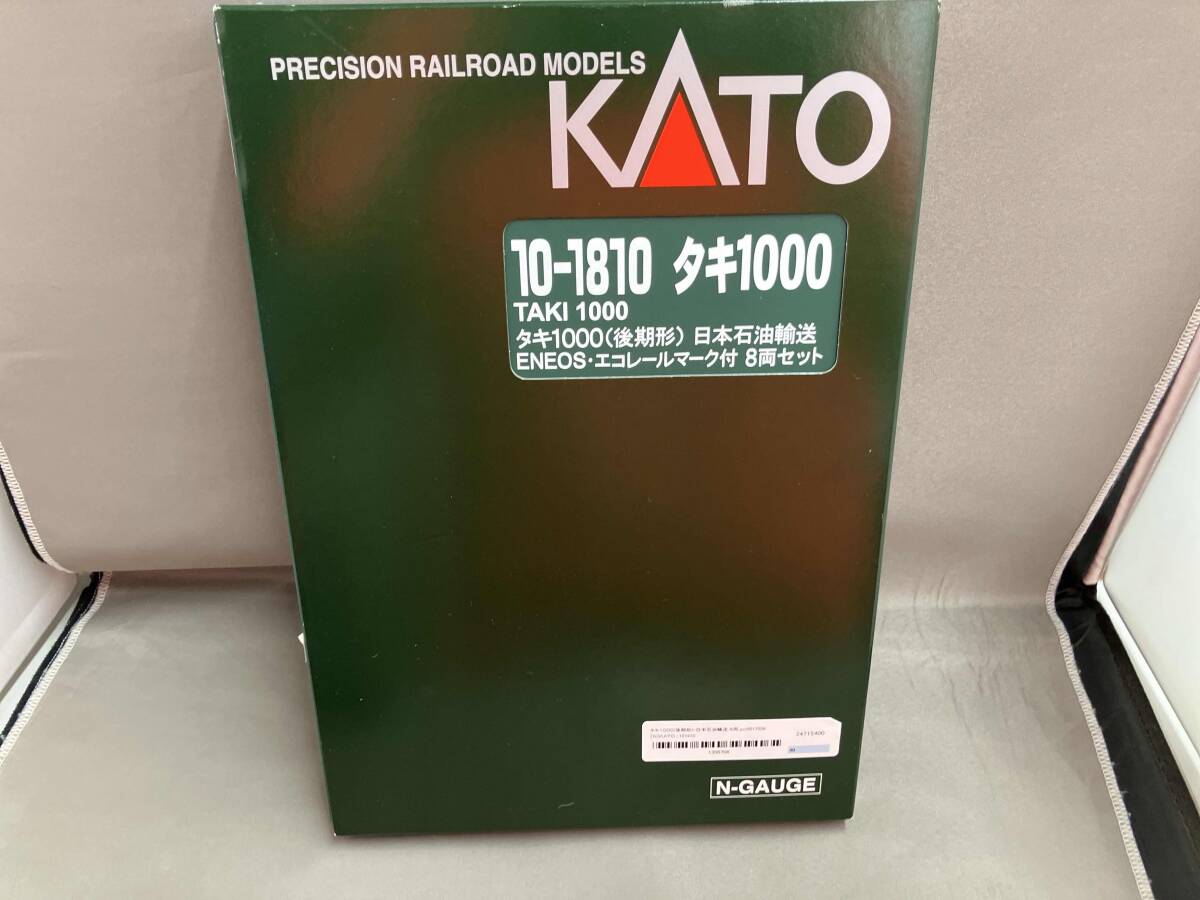 PRECISION RAILROAD MODELS
KATO
10-1810 タキ1000
TAKI 1000
タキ1000(後期形) 日本石油輸送
ENEOS・エコレールマーク付 8両セット
24715400
N-GAUGE